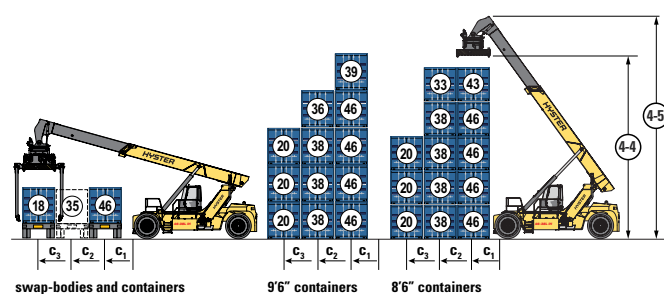 39
33 43
36 46
38 46
20 38 46
20 38 46
20 38 46
20 38 46
20 38 46
20 38 46
18 35 46
HYSTER
HYSTER
HYSTER
HYSTER
4-5
4-4
c3 c2 c1
c3 c2 c1
c3 c2 c1
swap-bodies and containers
9'6" containers
8'6" containers